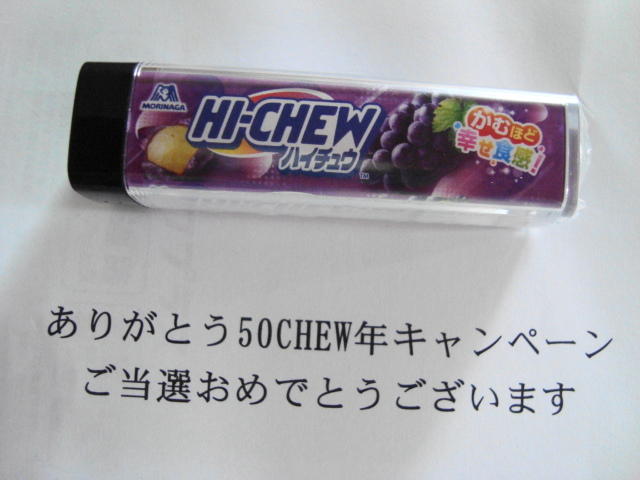 MORINAGA
HI-CHEW
ハイチュウ
TM
かむほど
幸せ食感!
ありがとう50CHEW年キャンペーン
ご当選おめでとうございます